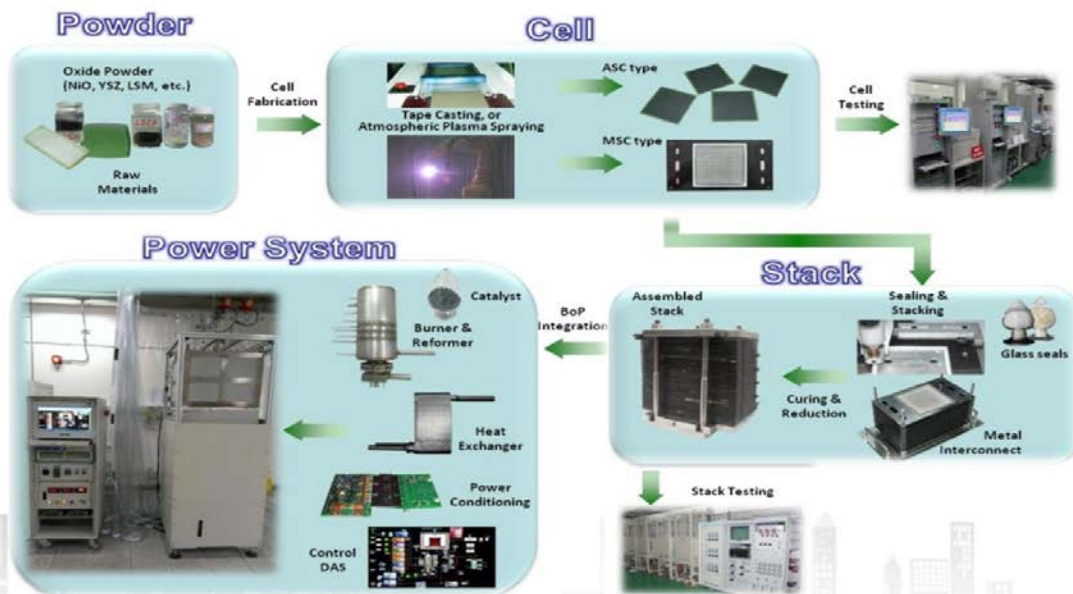 Powder
Oxide Powder
(NiO, YSZ, LSM, etc.)
Raw
Materials
Cell
Fabrication
Cell
Tape Casting, or
Atmospheric Plasma Spraying
ASC type
MSC type
Cell
Testing
Power System
Catalyst
Burner &
Reformer
Heat
Exchanger
Power
Conditioning
Control
DAS
BoP
Integration
Stack
Assembled
Stack
Sealing &
Stacking
Glass seals
Curing &
Reduction
Metal
Interconnect
Stack Testing